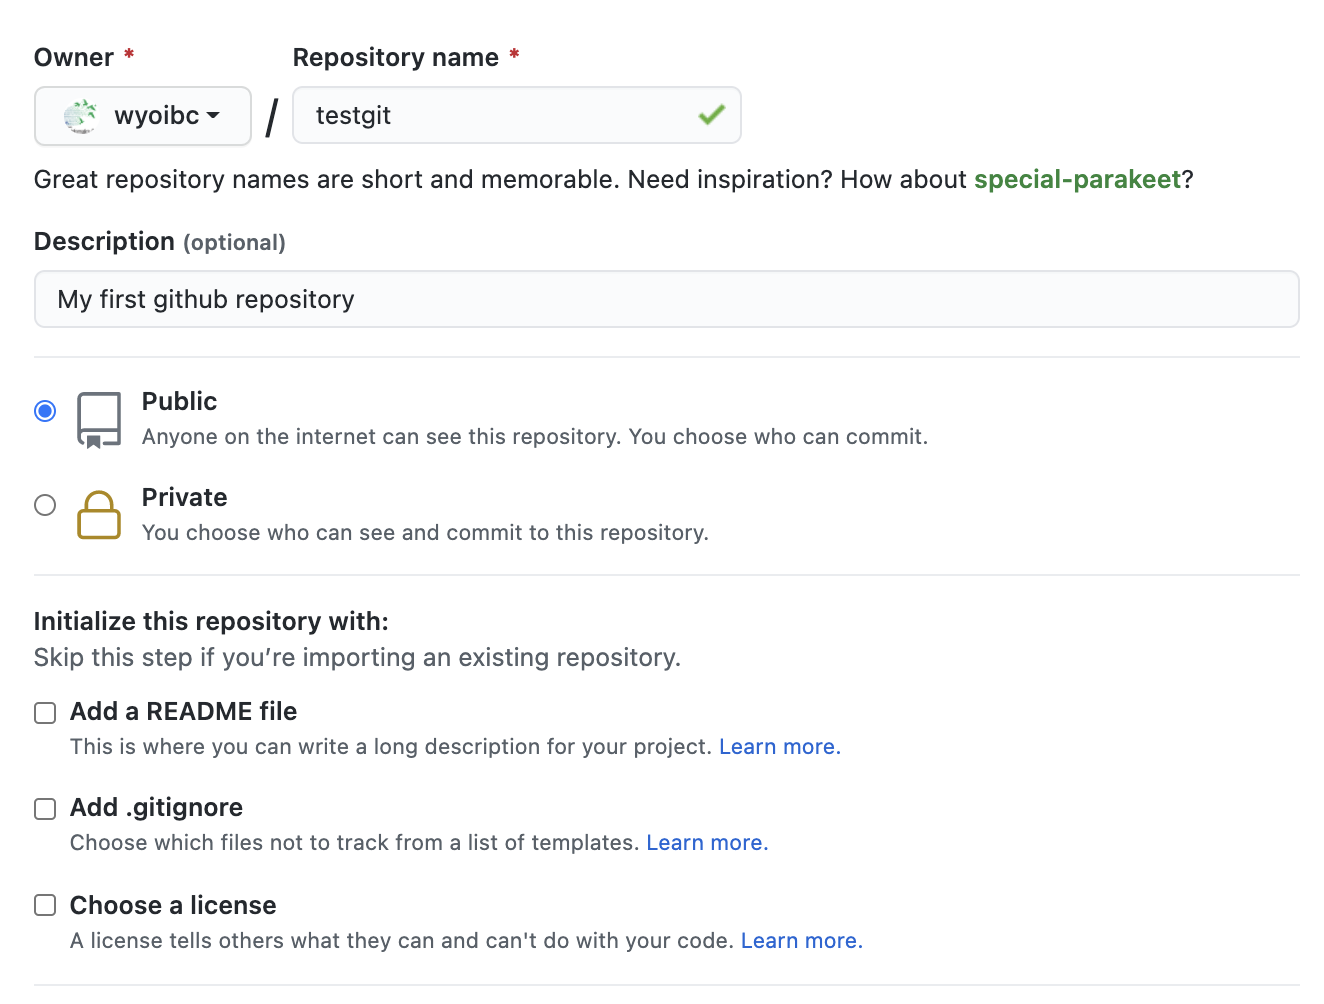 Owner *
Repository name *
wyoibc
/
testgit
Great repository names are short and memorable. Need inspiration? How about special-parakeet?
Description (optional)
My first github repository
Public
Anyone on the internet can see this repository. You choose who can commit.
Private
You choose who can see and commit to this repository.
Initialize this repository with:
Skip this step if you’re importing an existing repository.
Add a README file
This is where you can write a long description for your project. Learn more.
Add .gitignore
Choose which files not to track from a list of templates. Learn more.
Choose a license
A license tells others what they can and can't do with your code. Learn more.